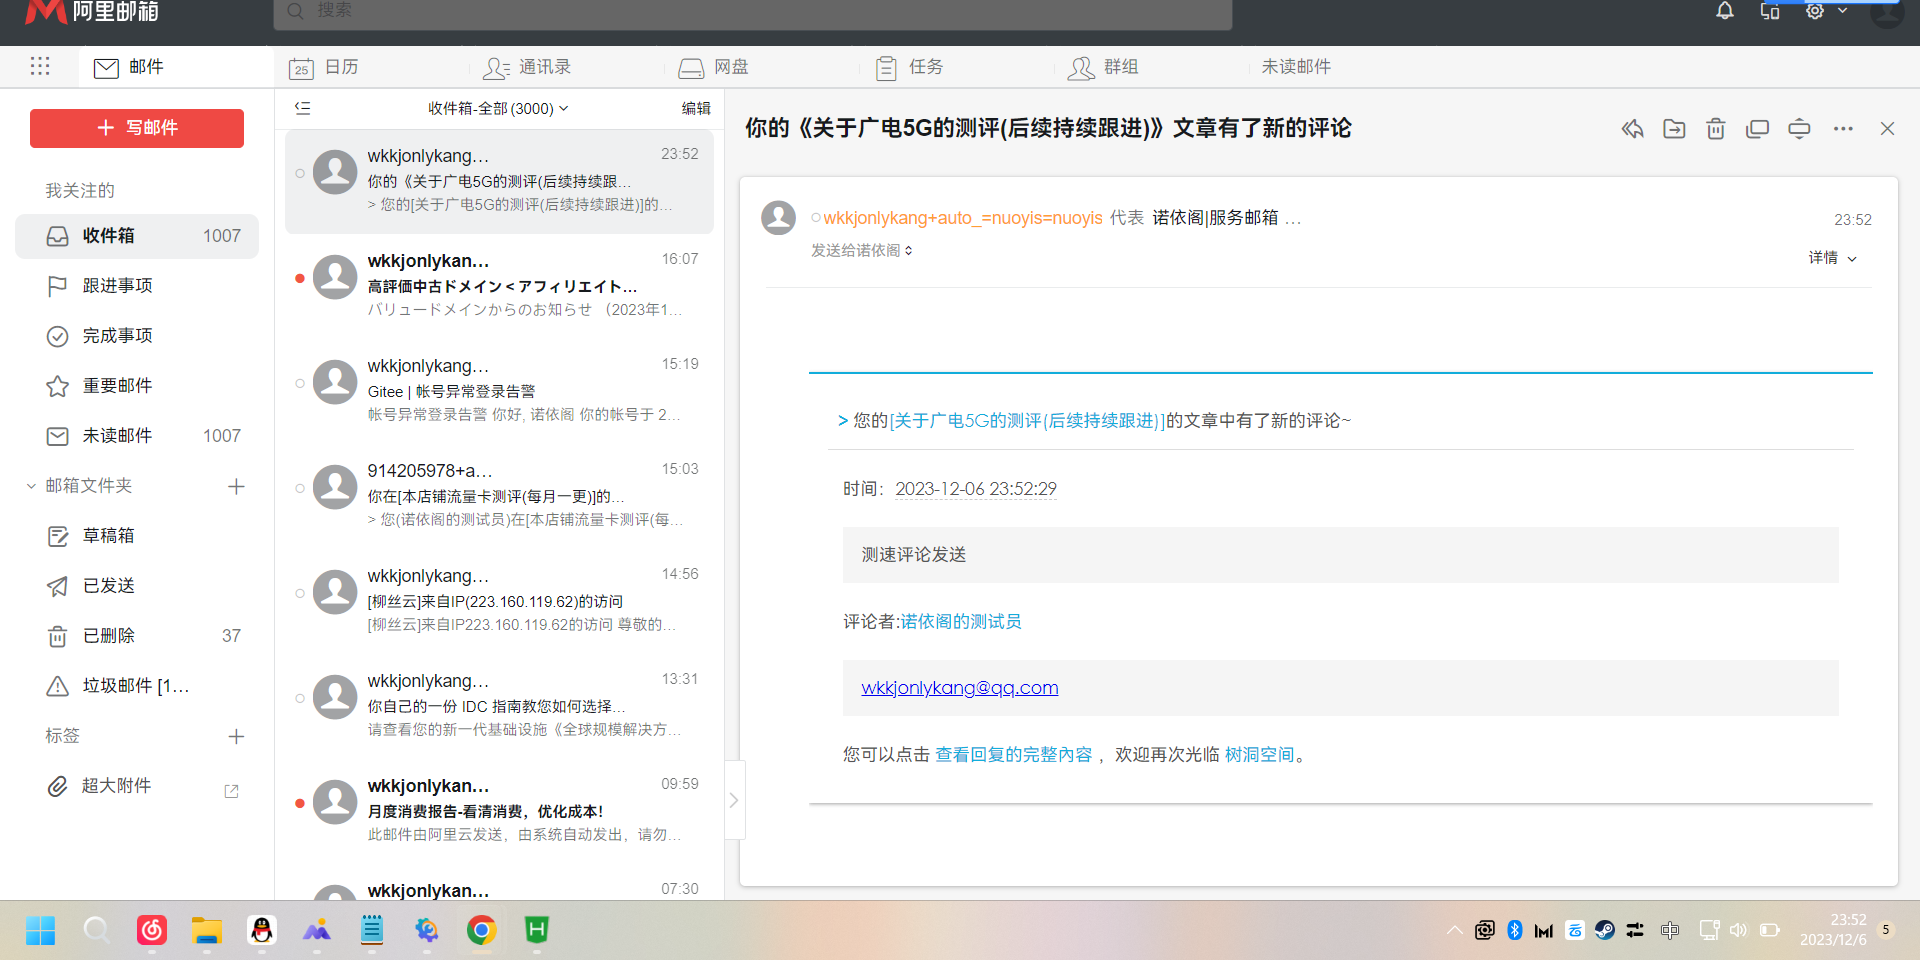 阿里邮箱
搜索
邮件
25
日历
通讯录
网盘
任务
群组
未读邮件
写邮件
我关注的
收件箱 1007
跟进事项
完成事项
重要邮件
未读邮件 1007
邮箱文件夹
草稿箱
已发送
已删除 37
垃圾邮件 [1...
标签
超大附件
收件箱-全部 (3000)
编辑
wkkjonlykang... 23:52
你的《关于广电5G的测评(后续持续跟...
> 您的[关于广电5G的测评(后续持续跟进)]的...
wkkjonlykan... 16:07
高評価中古ドメイン＜アフィリエイト...
バリュードメインからのお知らせ （2023年1...
wkkjonlykang... 15:19
Gitee | 帐号异常登录告警
帐号异常登录告警 你好, 诺依阁 你的帐号于 2...
914205978+a... 15:03
你在[本店铺流量卡测评(每月一更)]的...
> 您(诺依阁的测试员)在[本店铺流量卡测评(每...
wkkjonlykang... 14:56
[柳丝云]来自IP(223.160.119.62)的访问
[柳丝云]来自IP223.160.119.62的访问 尊敬的...
wkkjonlykang... 13:31
你自己的一份 IDC 指南教您如何选择...
请查看您的新一代基础设施《全球规模解决方...
wkkjonlykan... 09:59
月度消费报告-看清消费，优化成本！
此邮件由阿里云发送，由系统自动发出，请勿...
wkkjonlykan... 07:30
你的《关于广电5G的测评(后续持续跟进)》文章有了新的评论
wkkjonlykang+auto_=nuoyis=nuoyis 代表 诺依阁|服务邮箱 ... 23:52
发送给诺依阁
详情
> 您的[关于广电5G的测评(后续持续跟进)]的文章中有了新的评论~
时间：2023-12-06 23:52:29
测速评论发送
评论者:诺依阁的测试员
wkkjonlykang@qq.com
您可以点击 查看回复的完整內容 ，欢迎再次光临 树洞空间。
H
中
23:52
2023/12/6
5